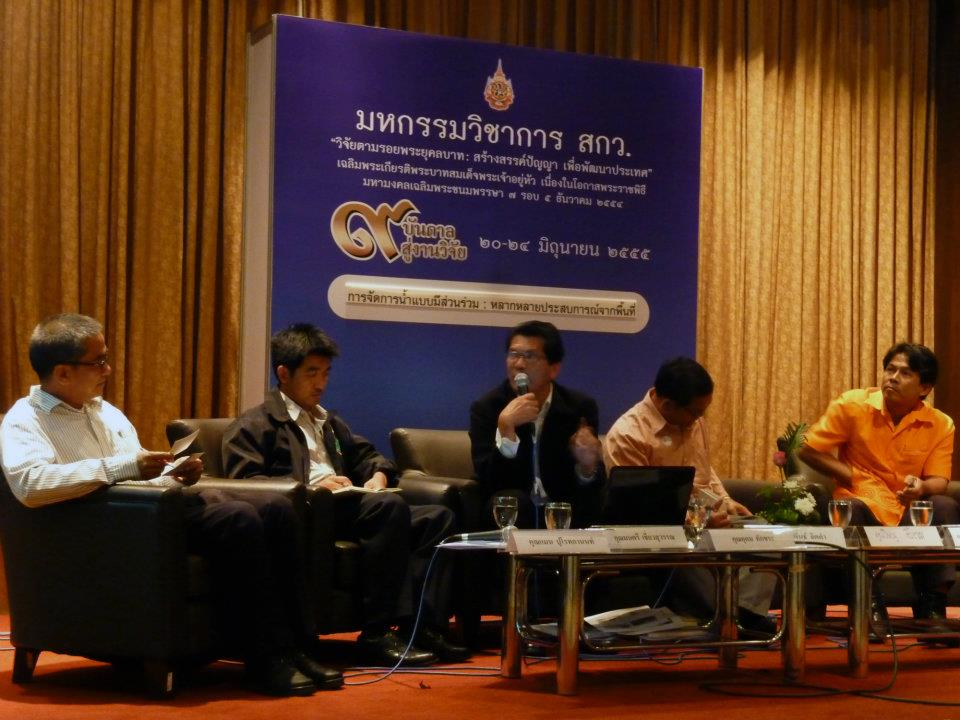 มหกรรมวิชาการ สกว.
"วิจัยตามรอยพระยุคลบาท: สร้างสรรค์ปัญญา เพื่อพัฒนาประเทศ"
เฉลิมพระเกียรติพระบาทสมเด็จพระเจ้าอยู่หัว เนื่องในโอกาสพระราชพิธี
มหามงคลเฉลิมพระชนมพรรษา ๗ รอบ ๕ ธันวาคม ๒๕๕๔
๙ บันดาล
สู่งานวิจัย
๒๐-๒๔ มิถุนายน ๒๕๕๕
การจัดการน้ำแบบมีส่วนร่วม : หลากหลายประสบการณ์จากพื้นที่